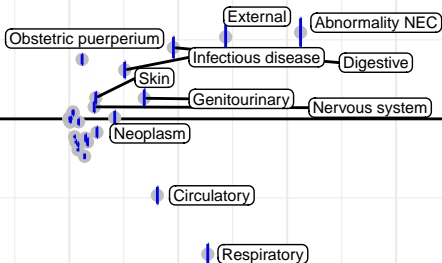 External
Abnormality NEC
Obstetric puerperium
Infectious disease
Digestive
Skin
Genitourinary
Nervous system
Neoplasm
Circulatory
Respiratory